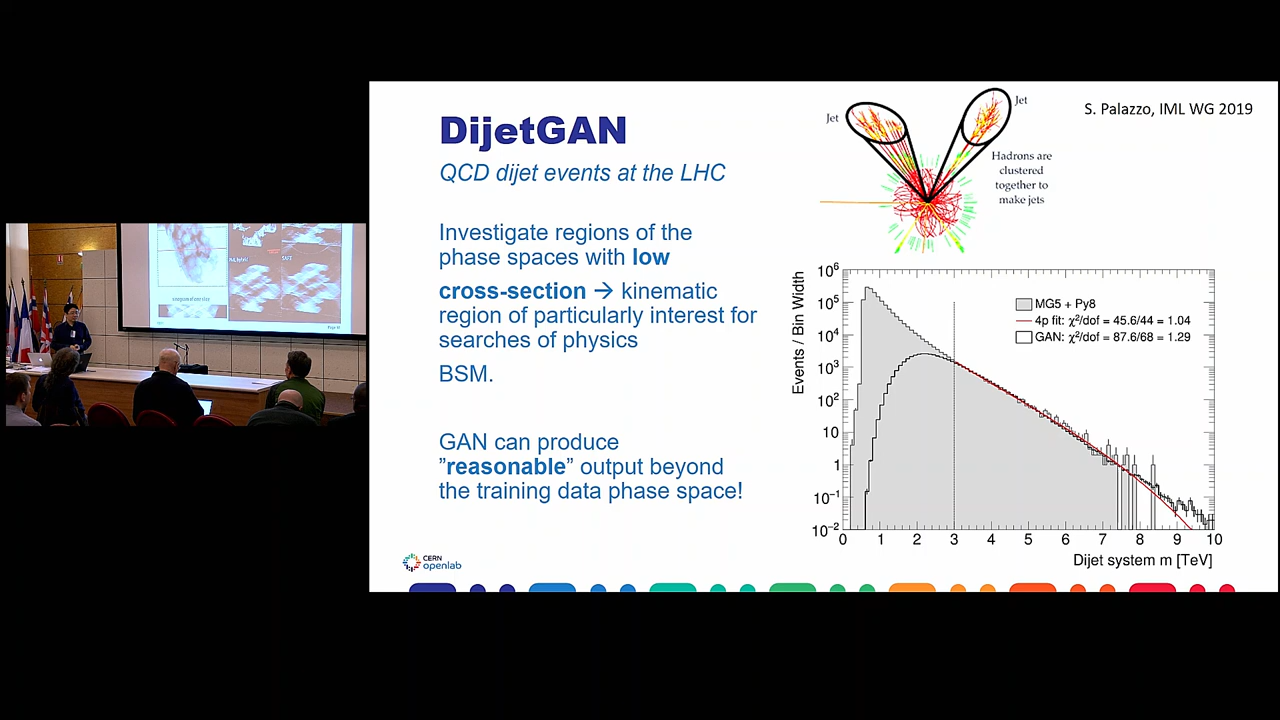 DijetGAN
QCD dijet events at the LHC
Investigate regions of the
phase spaces with low
cross-section → kinematic
region of particularly interest for
searches of physics
BSM.
GAN can produce
”reasonable” output beyond
the training data phase space!
CERN
openlab
S. Palazzo, IML WG 2019
Jet
Jet
Hadrons are
clustered
together to
make jets
Events / Bin Width
10⁶
10⁵
10⁴
10³
10²
10
1
10⁻¹
10⁻²
MG5 + Py8
4p fit: χ²/dof = 45.6/44 = 1.04
GAN: χ²/dof = 87.6/68 = 1.29
0 1 2 3 4 5 6 7 8 9 10
Dijet system m [TeV]